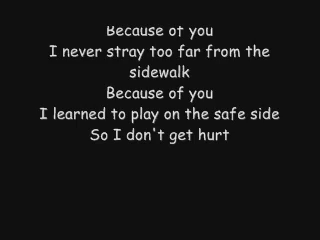 Because of you
I never stray too far from the
sidewalk
Because of you
I learned to play on the safe side
So I don't get hurt